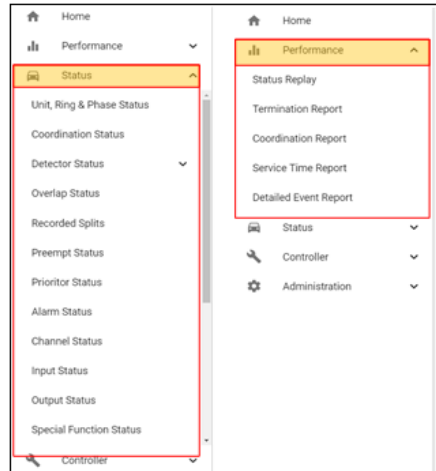 Home
Performance
Status
Unit, Ring & Phase Status
Coordination Status
Detector Status
Overlap Status
Recorded Splits
Preempt Status
Prioritor Status
Alarm Status
Channel Status
Input Status
Output Status
Special Function Status
Controller
Home
Performance
Status Replay
Termination Report
Coordination Report
Service Time Report
Detailed Event Report
Status
Controller
Administration